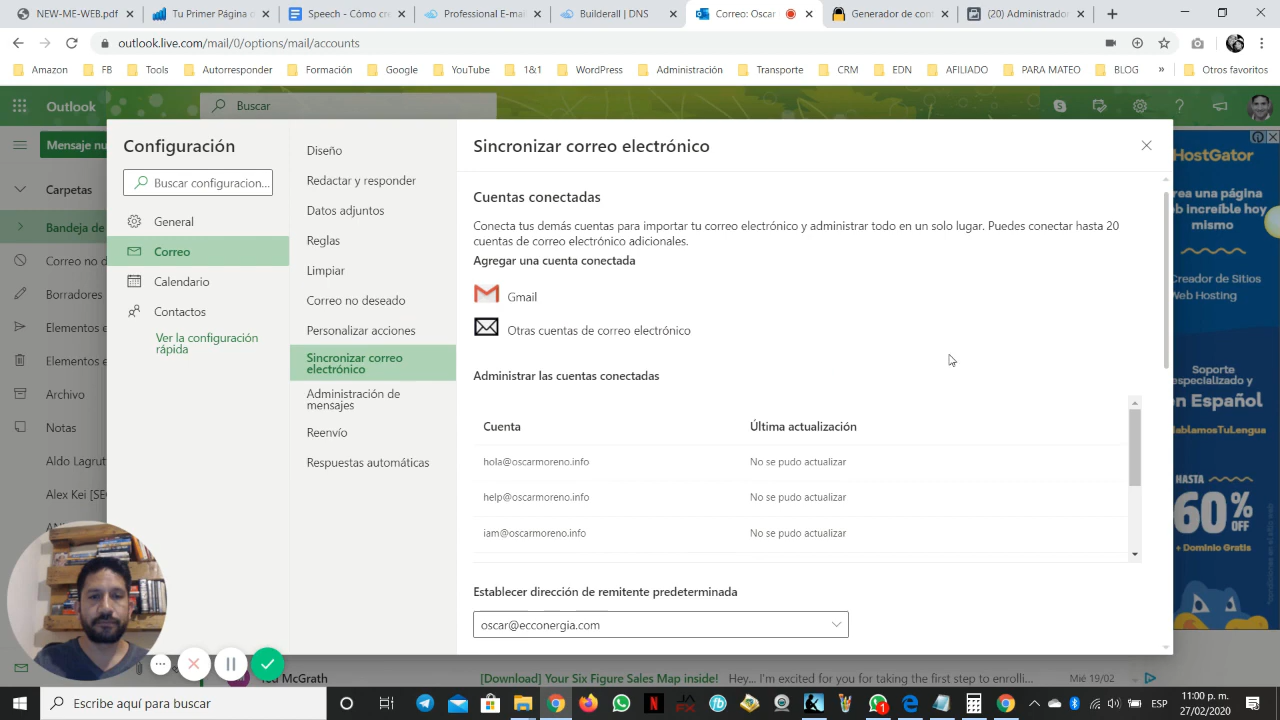 NEW-ME-WEB.pdf
Turn Página o
Síncrono - Em
Professional E-mai
Builderall | DNS
Correo: Oscar
Generador de con
(20) Administrador
outlook.live.com/mail/0/options/mail/accounts
Amazon
FB
Tools
Autorresponder
Formación
Google
YouTube
1&1
WordPress
Administración
Transporte
CRM
EDN
AFILIADO
PARA MATEO
BLOG
»
Otros favoritos
Outlook
Buscar
Mensaje nu
Carpetas
Bandeja de
Correo no d
Borradores
Elementos e
Elementos e
Archivo
Notas
Aldo Lagrutt
Alex Kei [SE
Configuración
Buscar configuracion...
General
Correo
Calendario
Contactos
Ver la configuración
rápida
Diseño
Redactar y responder
Datos adjuntos
Reglas
Limpiar
Correo no deseado
Personalizar acciones
Sincronizar correo
electrónico
Administración de
mensajes
Reenvío
Respuestas automáticas
Sincronizar correo electrónico
Cuentas conectadas
Conecta tus demás cuentas para importar tu correo electrónico y administrar todo en un solo lugar. Puedes conectar hasta 20
cuentas de correo electrónico adicionales.
Agregar una cuenta conectada
Gmail
Otras cuentas de correo electrónico
Administrar las cuentas conectadas
Cuenta Última actualización
hola@oscarmoreno.info No se pudo actualizar
help@oscarmoreno.info No se pudo actualizar
iam@oscarmoreno.info No se pudo actualizar
Establecer dirección de remitente predeterminada
oscar@ecconergia.com
HostGator
rea una página
b increíble hoy
mismo
Creador de Sitios
Web Hosting
Soporte
especializado y
en Español
HablamosTuLengua
HASTA
60% OFF
+ Dominio Gratis
Ted McGrath
[Download] Your Six Figure Sales Map inside! Hey... I'm excited for you for taking the first step to enrolli... Mié 19/02
Escribe aquí para buscar
1
ESP
11:00 p. m.
27/02/2020